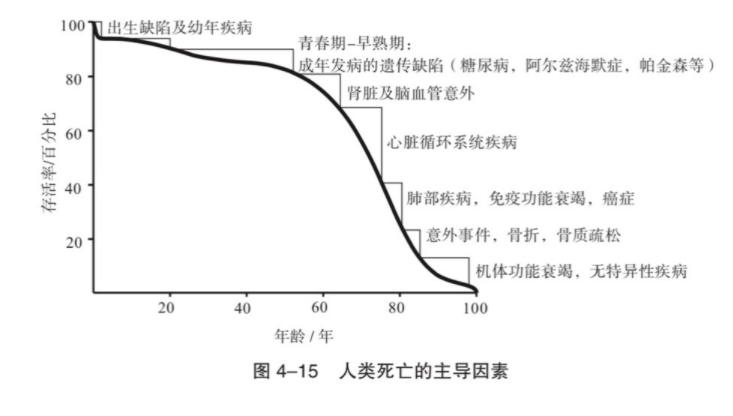 100
出生缺陷及幼年疾病
青春期–早熟期：
成年发病的遗传缺陷（糖尿病，阿尔兹海默症，帕金森等）
80
肾脏及脑血管意外
60
心脏循环系统疾病
存活率/百分比
40
肺部疾病，免疫功能衰竭，癌症
意外事件，骨折，骨质疏松
20
机体功能衰竭，无特异性疾病
20 40 60 80 100
年龄 / 年
图 4–15 人类死亡的主导因素